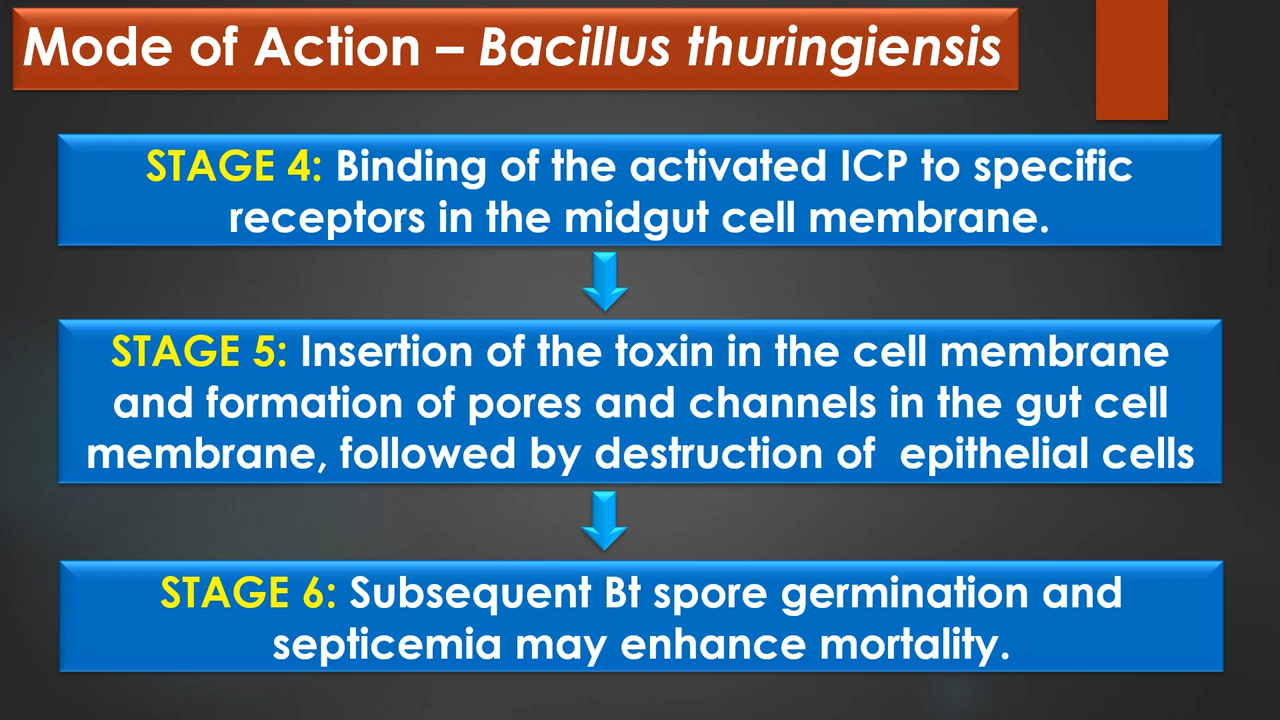 Mode of Action – Bacillus thuringiensis
STAGE 4: Binding of the activated ICP to specific
receptors in the midgut cell membrane.
STAGE 5: Insertion of the toxin in the cell membrane
and formation of pores and channels in the gut cell
membrane, followed by destruction of  epithelial cells
STAGE 6: Subsequent Bt spore germination and
septicemia may enhance mortality.